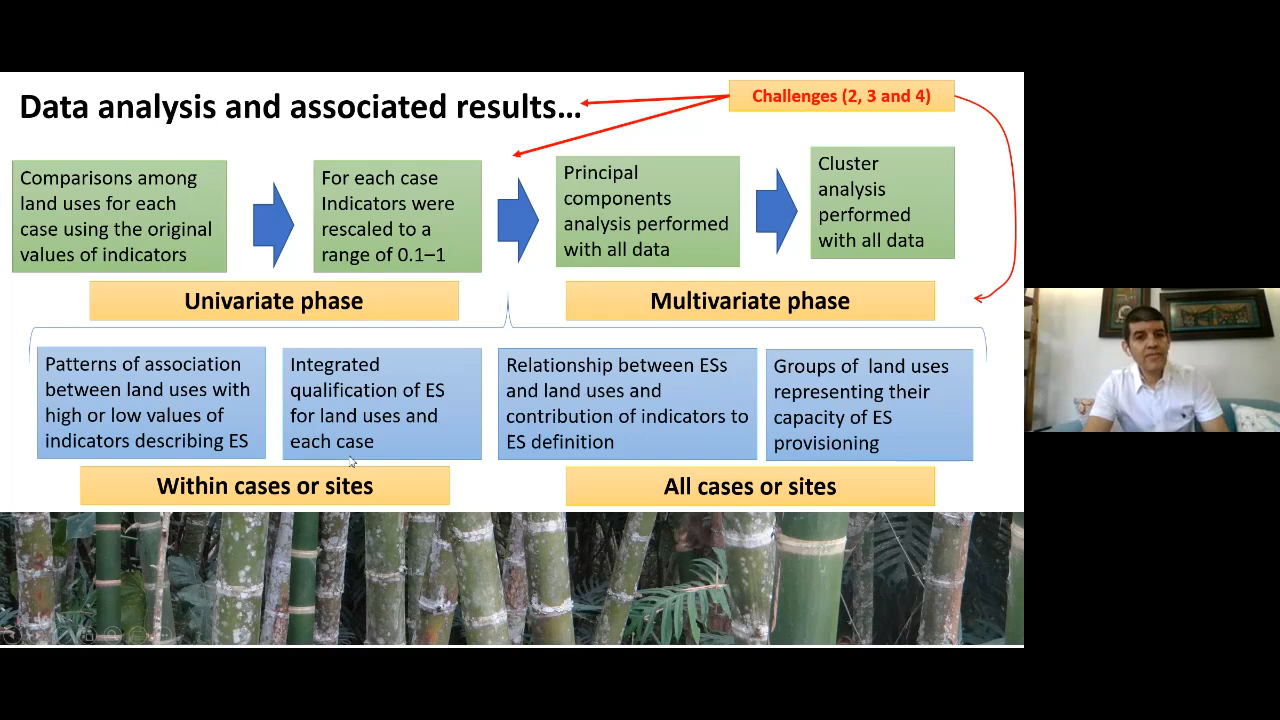 Data analysis and associated results...
Challenges (2, 3 and 4)
Comparisons among
land uses for each
case using the original
values of indicators
For each case
Indicators were
rescaled to a
range of 0.1–1
Principal
components
analysis performed
with all data
Cluster
analysis
performed
with all data
Univariate phase
Multivariate phase
Patterns of association
between land uses with
high or low values of
indicators describing ES
Integrated
qualification of ES
for land uses and
each case
Relationship between ESs
and land uses and
contribution of indicators to
ES definition
Groups of land uses
representing their
capacity of ES
provisioning
Within cases or sites
All cases or sites